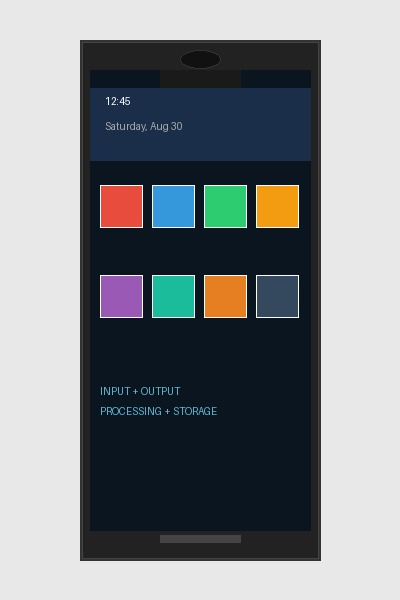 12:45
Saturday, Aug 30
INPUT + OUTPUT
PROCESSING + STORAGE